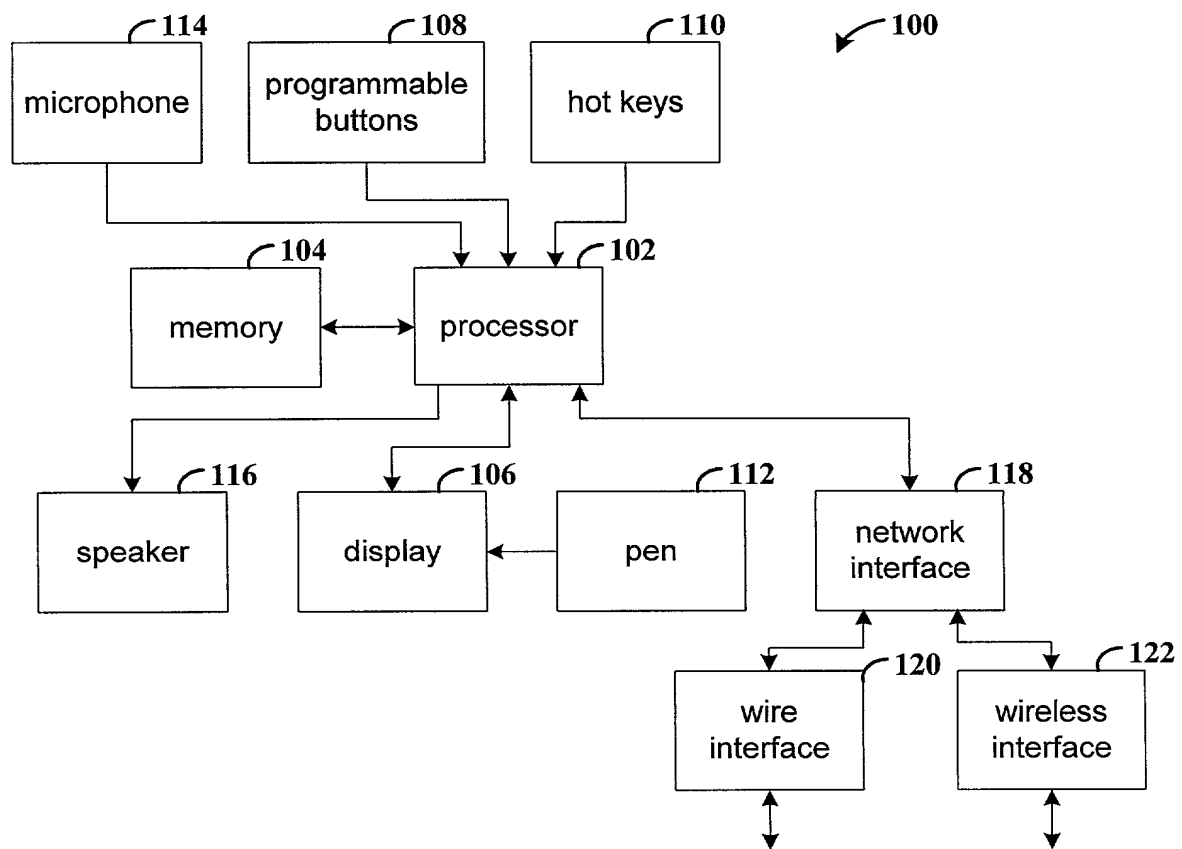 114
108
110
100
microphone
programmable
buttons
hot keys
104
102
memory
processor
116
106
112
118
speaker
display
pen
network
interface
120
122
wire
interface
wireless
interface